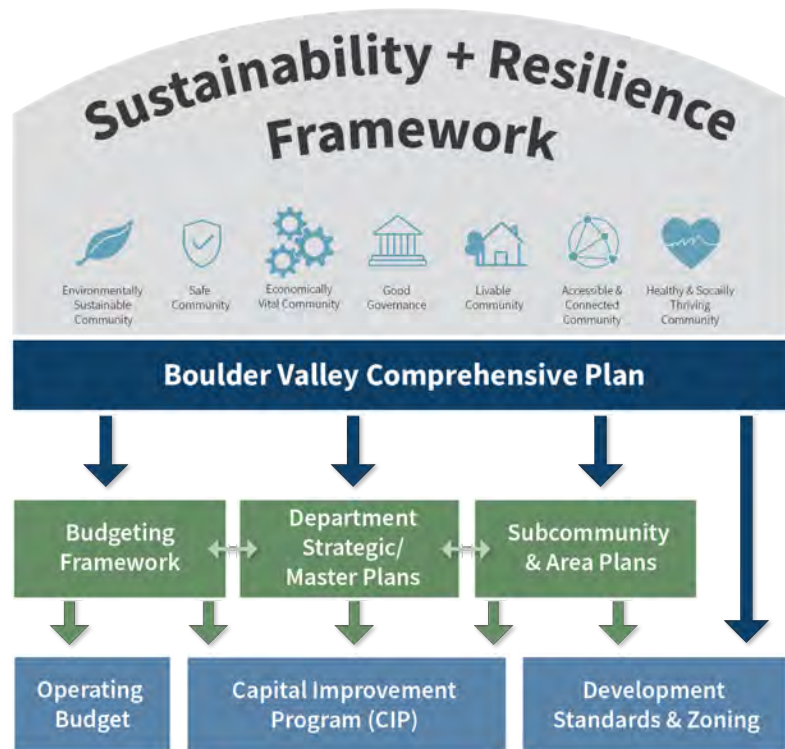 Sustainability + Resilience
Framework
Environmentally
Sustainable
Community
Safe
Community
Economically
Vital Community
Good
Governance
Livable
Community
Accessible &
Connected
Community
Healthy & Socailly
Thriving
Community
Boulder Valley Comprehensive Plan
Budgeting
Framework
Department
Strategic/
Master Plans
Subcommunity
& Area Plans
Operating
Budget
Capital Improvement
Program (CIP)
Development
Standards & Zoning